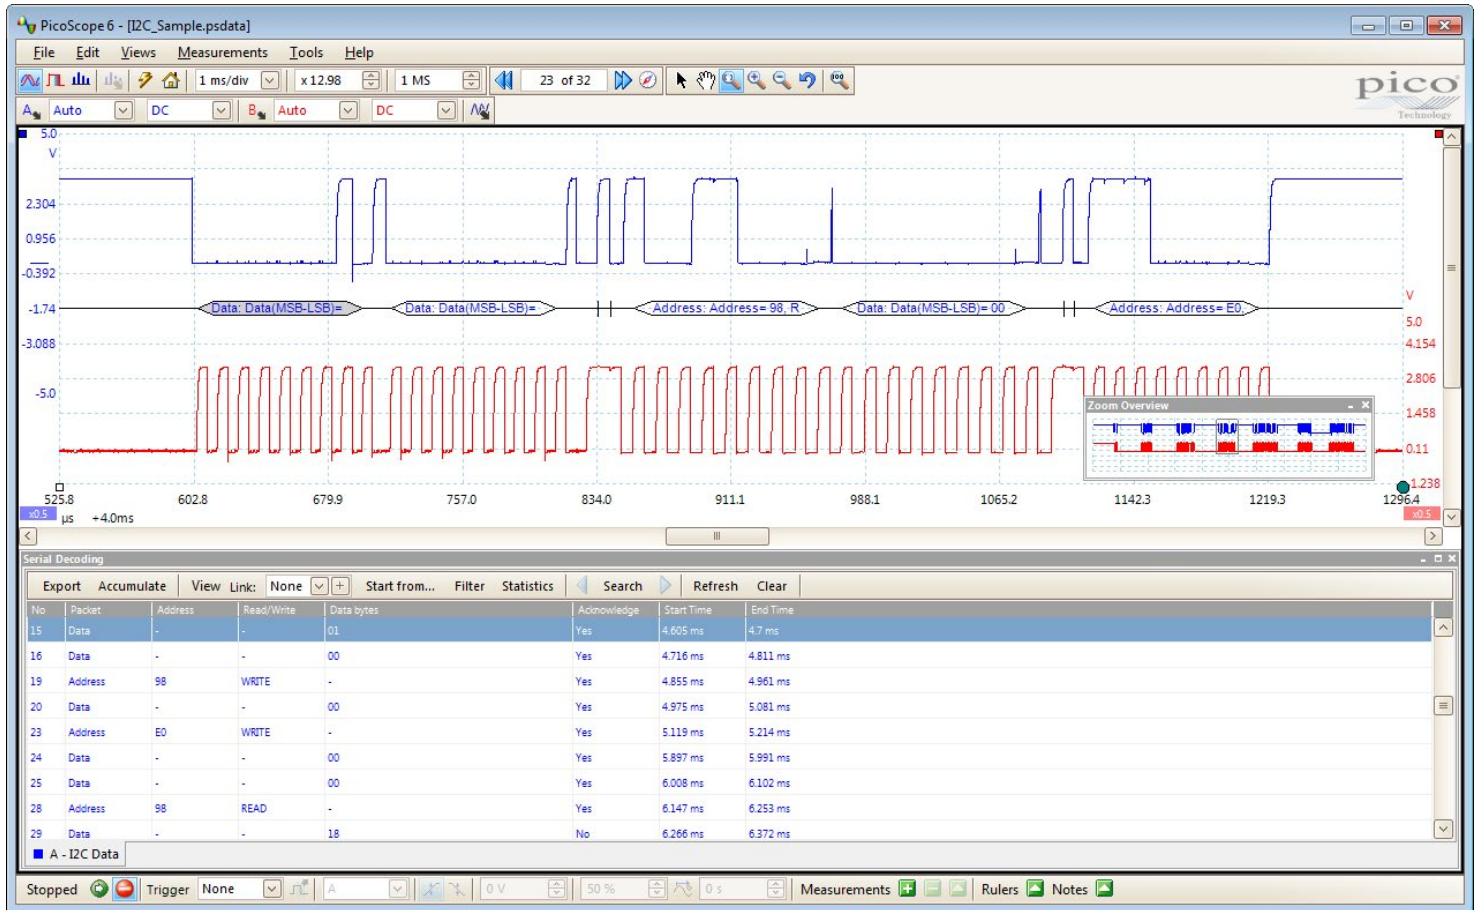 PicoScope 6 - [I2C_Sample.psdata]
File Edit Views Measurements Tools Help
1 ms/div x 12.98 1 MS 23 of 32
pico
Technology
A Auto DC B Auto DC
5.0
V
2.304
0.956
-0.392
-1.74
-3.088
-5.0
Data: Data(MSB-LSB)= Data: Data(MSB-LSB)= Address: Address= 98, R Data: Data(MSB-LSB)= 00 Address: Address= E0,
V
5.0
4.154
2.806
1.458
0.11
-1.238
Zoom Overview
525.8 602.8 679.9 757.0 834.0 911.1 988.1 1065.2 1142.3 1219.3 1296.4
x0.5 µs +4.0ms x0.5
Serial Decoding
Export Accumulate View Link: None Start from... Filter Statistics Search Refresh Clear
No Packet Address Read/Write Data bytes Acknowledge Start Time End Time
15 Data - - 01 Yes 4.605 ms 4.7 ms
16 Data - - 00 Yes 4.716 ms 4.811 ms
19 Address 98 WRITE - Yes 4.855 ms 4.961 ms
20 Data - - 00 Yes 4.975 ms 5.081 ms
23 Address E0 WRITE - Yes 5.119 ms 5.214 ms
24 Data - - 00 Yes 5.897 ms 5.991 ms
25 Data - - 00 Yes 6.008 ms 6.102 ms
28 Address 98 READ - Yes 6.147 ms 6.253 ms
29 Data - - 18 No 6.266 ms 6.372 ms
A - I2C Data
Stopped Trigger None A 0 V 50 % 0 s Measurements Rulers Notes